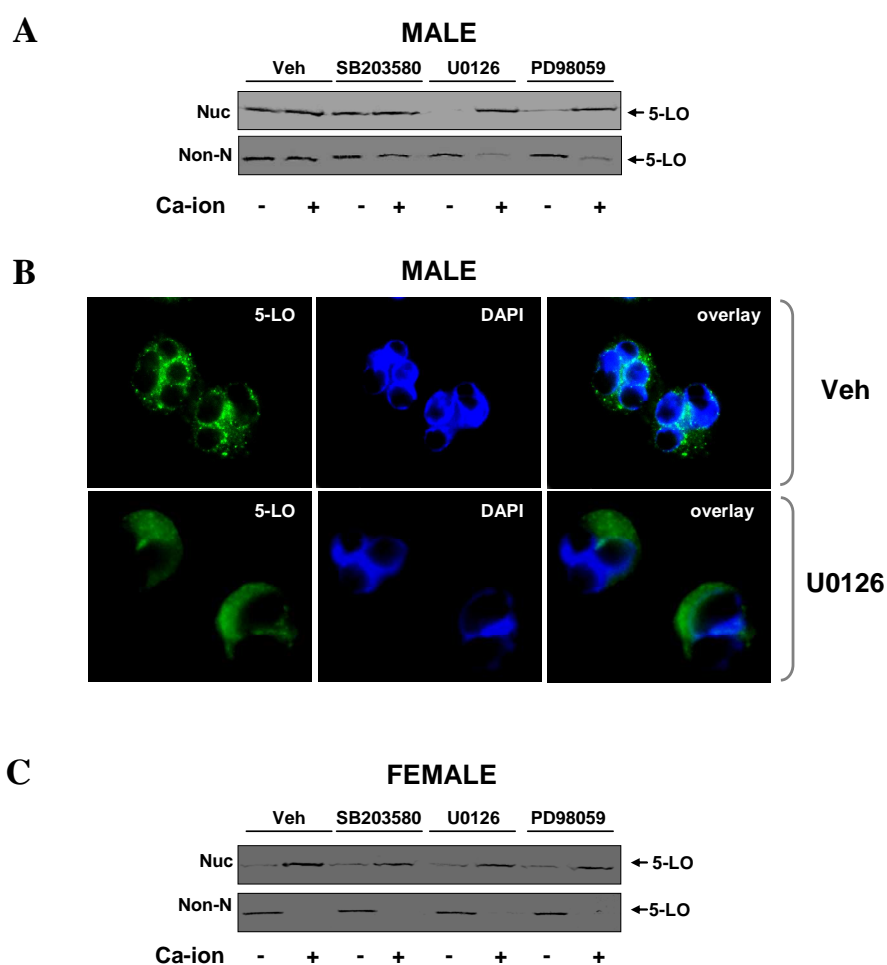 A
MALE
Veh SB203580 U0126 PD98059
Nuc ←5-LO
Non-N ←5-LO
Ca-ion - + - + - + - +
B
MALE
5-LO DAPI overlay
Veh
5-LO DAPI overlay
U0126
C
FEMALE
Veh SB203580 U0126 PD98059
Nuc ←5-LO
Non-N ←5-LO
Ca-ion - + - + - + - +